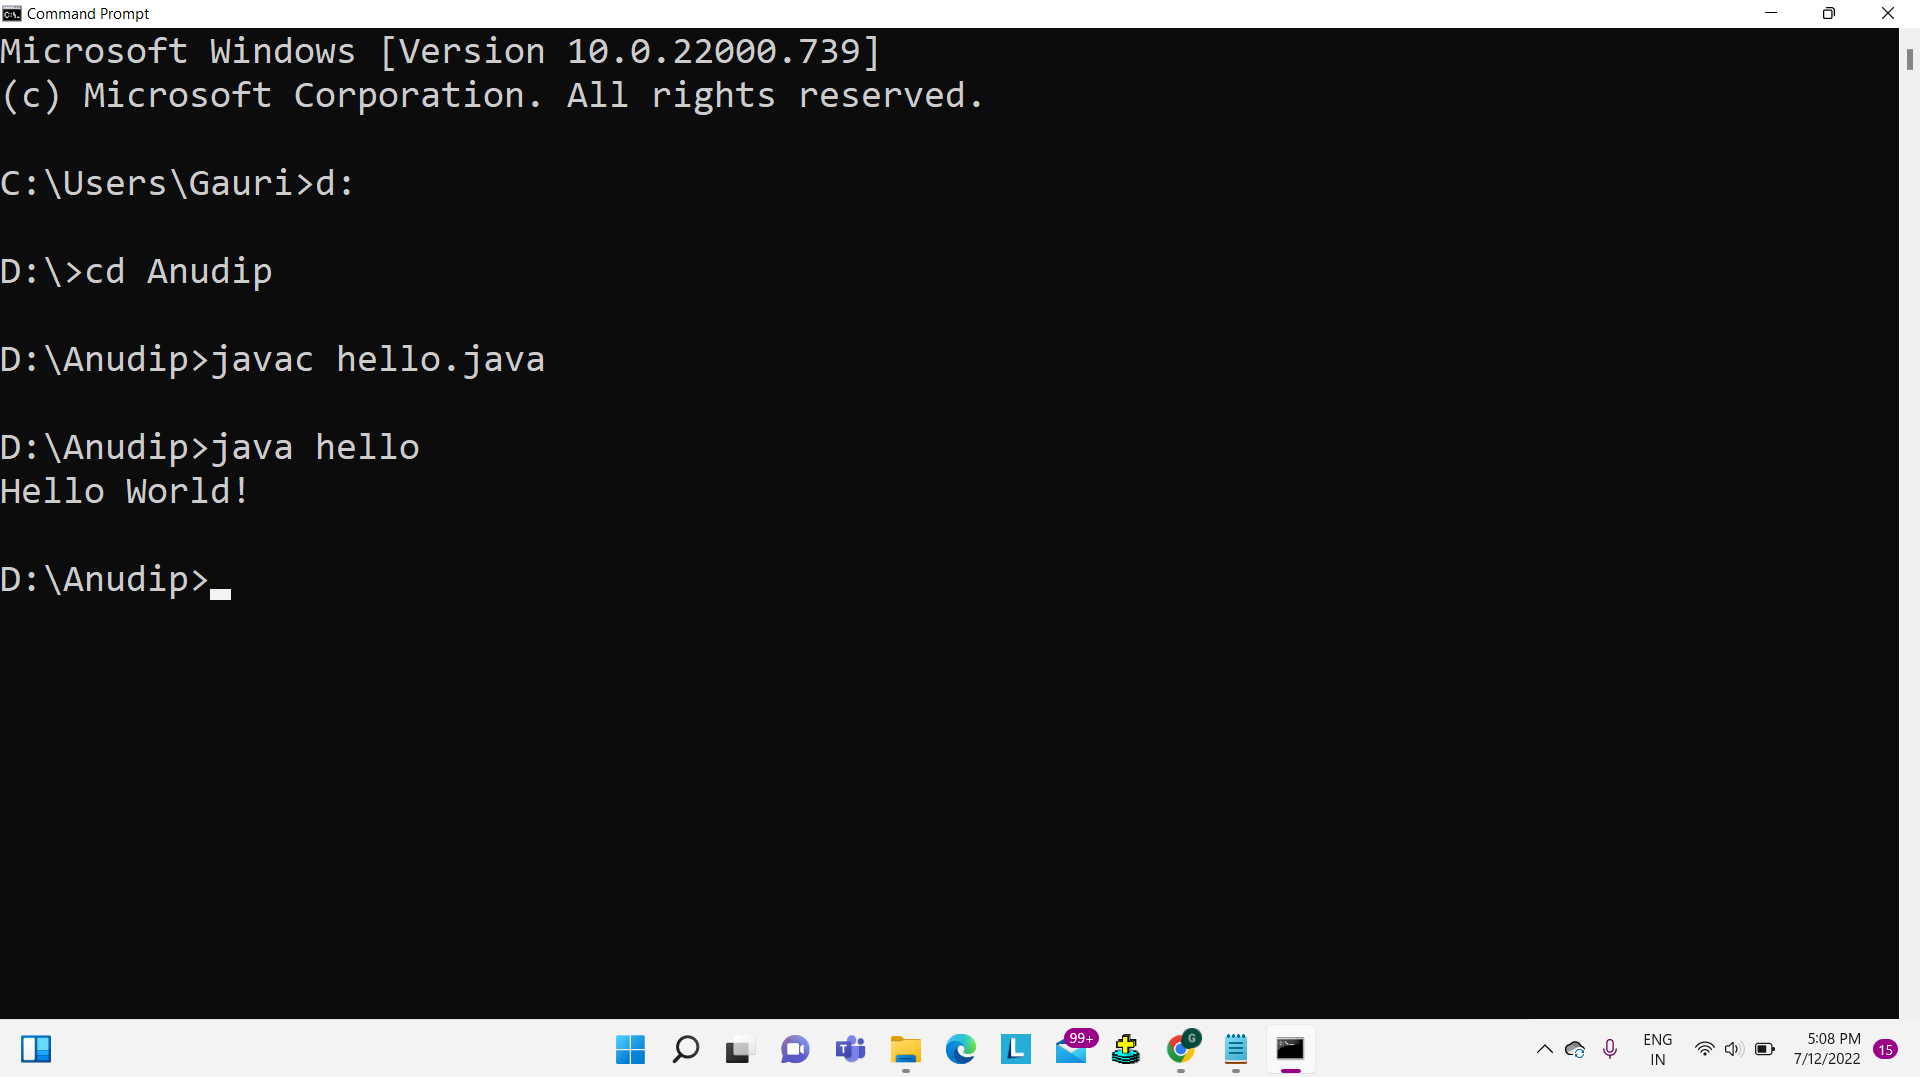 Command Prompt
Microsoft Windows [Version 10.0.22000.739]
(c) Microsoft Corporation. All rights reserved.
C:\Users\Gauri>d:
D:\>cd Anudip
D:\Anudip>javac hello.java
D:\Anudip>java hello
Hello World!
D:\Anudip>
99+
G
L
T
ENG
IN
5:08 PM
7/12/2022
15